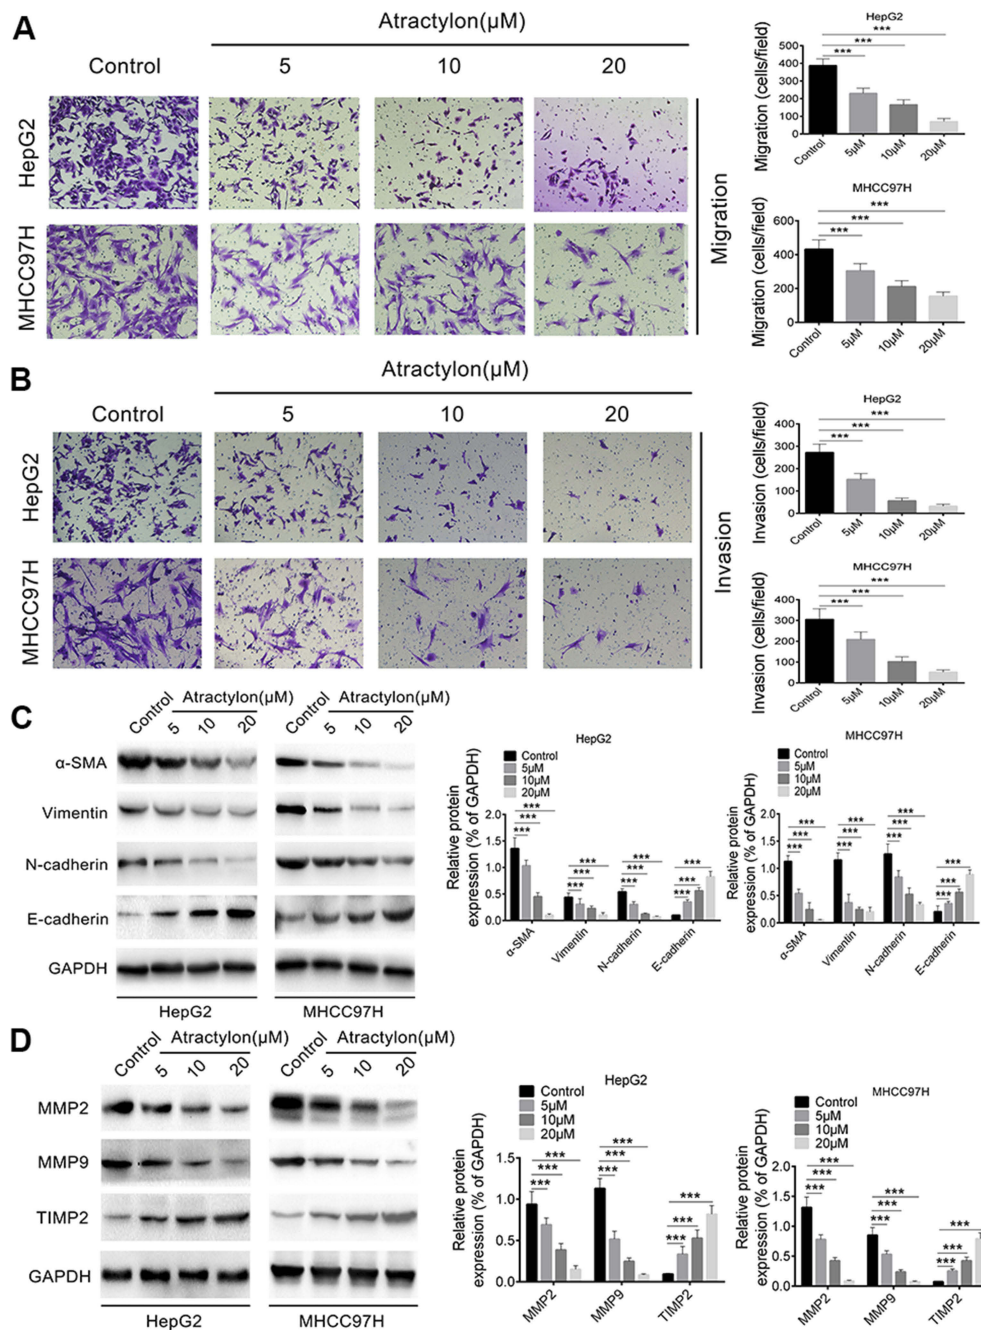 A
Atractylon(μM)
Control 5 10 20
HepG2
MHCC97H
Migration
HepG2
Migration (cells/field)
500
400
300
200
100
0
***
***
***
Control 5μM 10μM 20μM
MHCC97H
Migration (cells/field)
600
400
200
0
***
***
***
Control 5μM 10μM 20μM
B
Atractylon(μM)
Control 5 10 20
HepG2
MHCC97H
Invasion
HepG2
Invasion (cells/field)
400
300
200
100
0
***
***
***
Control 5μM 10μM 20μM
MHCC97H
Invasion (cells/field)
400
300
200
100
0
***
***
***
Control 5μM 10μM 20μM
C
Control Atractylon(μM) 5 10 20
Control Atractylon(μM) 5 10 20
α-SMA
Vimentin
N-cadherin
E-cadherin
GAPDH
HepG2 MHCC97H
HepG2
Control
5μM
10μM
20μM
Relative protein
expression (% of GAPDH)
2.0
1.5
1.0
0.5
0.0
*** *** *** ***
*** *** *** ***
*** *** *** ***
α-SMA Vimentin N-cadherin E-cadherin
MHCC97H
Control
5μM
10μM
20μM
Relative protein
expression (% of GAPDH)
2.0
1.5
1.0
0.5
0.0
*** *** *** ***
*** *** *** ***
*** *** *** ***
α-SMA Vimentin N-cadherin E-cadherin
D
Control Atractylon(μM) 5 10 20
Control Atractylon(μM) 5 10 20
MMP2
MMP9
TIMP2
GAPDH
HepG2 MHCC97H
HepG2
Control
5μM
10μM
20μM
Relative protein
expression (% of GAPDH)
1.5
1.0
0.5
0.0
*** *** ***
*** *** ***
*** *** ***
MMP2 MMP9 TIMP2
MHCC97H
Control
5μM
10μM
20μM
Relative protein
expression (% of GAPDH)
2.0
1.5
1.0
0.5
0.0
*** *** ***
*** *** ***
*** *** ***
MMP2 MMP9 TIMP2